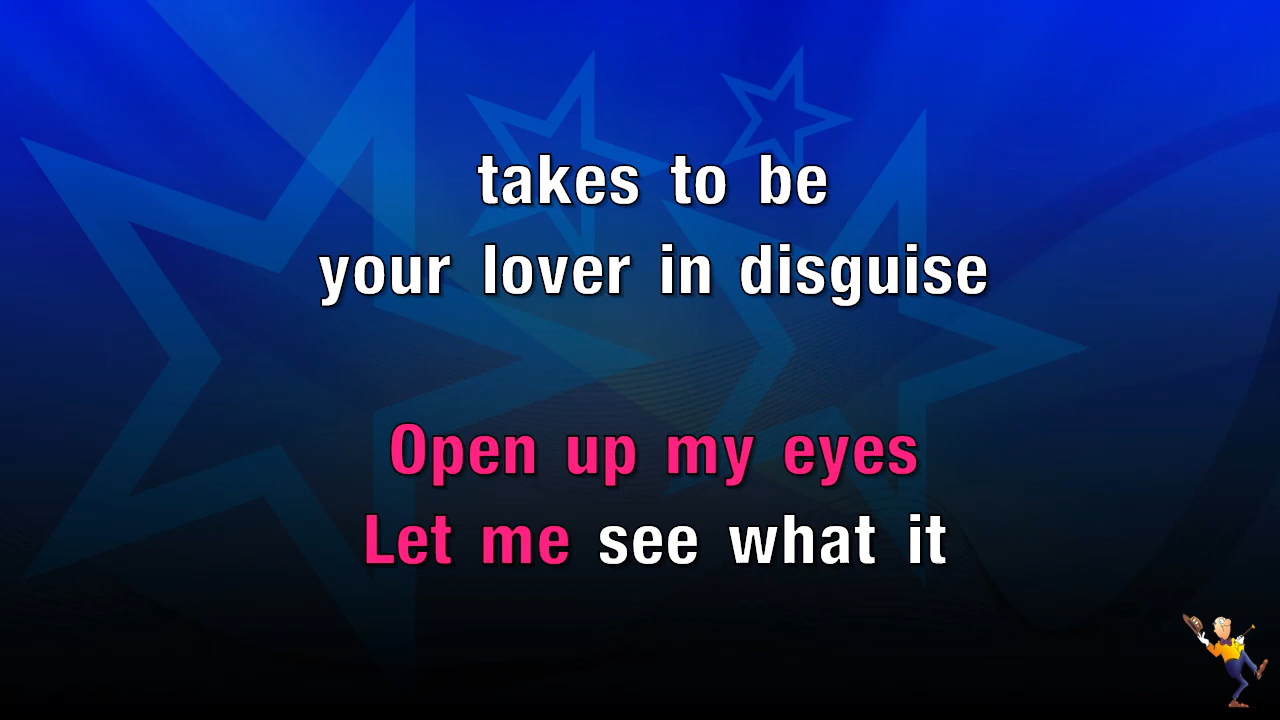 takes to be
your lover in disguise
Open up my eyes
Let me see what it